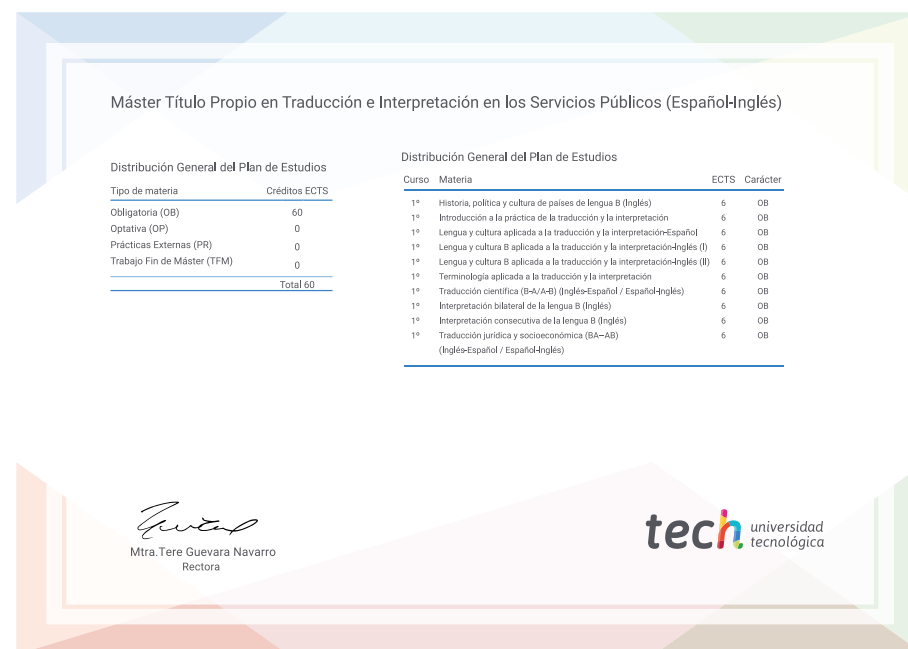 Máster Título Propio en Traducción e Interpretación en los Servicios Públicos (Español-Inglés)
Distribución General del Plan de Estudios
Tipo de materia Créditos ECTS
Obligatoria (OB) 60
Optativa (OP) 0
Prácticas Externas (PR) 0
Trabajo Fin de Máster (TFM) 0
Total 60
Distribución General del Plan de Estudios
Curso Materia ECTS Carácter
1º Historia, política y cultura de países de lengua B (Inglés) 6 OB
1º Introducción a la práctica de la traducción y la interpretación 6 OB
1º Lengua y cultura aplicada a la traducción y la interpretación-Español 6 OB
1º Lengua y cultura B aplicada a la traducción y la interpretación-Inglés (I) 6 OB
1º Lengua y cultura B aplicada a la traducción y la interpretación-Inglés (II) 6 OB
1º Terminología aplicada a la traducción y la interpretación 6 OB
1º Traducción científica (B-A/A-B) (Inglés-Español / Español-Inglés) 6 OB
1º Interpretación bilateral de la lengua B (Inglés) 6 OB
1º Interpretación consecutiva de la lengua B (Inglés) 6 OB
1º Traducción jurídica y socioeconómica (BA–AB) 6 OB
(Inglés-Español / Español-Inglés)
Mtra.Tere Guevara Navarro
Rectora
tech universidad
tecnológica